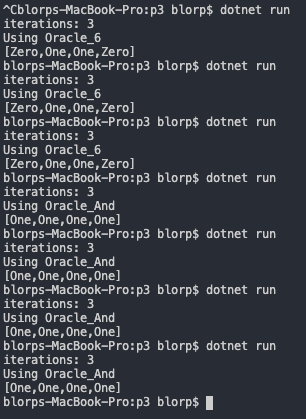 ^Cblorps-MacBook-Pro:p3 blorp$ dotnet run
iterations: 3
Using Oracle_6
[Zero,One,One,Zero]
blorps-MacBook-Pro:p3 blorp$ dotnet run
iterations: 3
Using Oracle_6
[Zero,One,One,Zero]
blorps-MacBook-Pro:p3 blorp$ dotnet run
iterations: 3
Using Oracle_6
[Zero,One,One,Zero]
blorps-MacBook-Pro:p3 blorp$ dotnet run
iterations: 3
Using Oracle_And
[One,One,One,One]
blorps-MacBook-Pro:p3 blorp$ dotnet run
iterations: 3
Using Oracle_And
[One,One,One,One]
blorps-MacBook-Pro:p3 blorp$ dotnet run
iterations: 3
Using Oracle_And
[One,One,One,One]
blorps-MacBook-Pro:p3 blorp$ dotnet run
iterations: 3
Using Oracle_And
[One,One,One,One]
blorps-MacBook-Pro:p3 blorp$